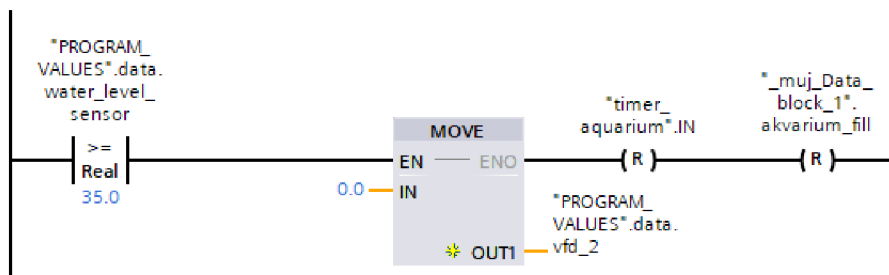 "PROGRAM_
VALUES".data.
water_level_
sensor
>=
Real
35.0
MOVE
EN
ENO
0.0
IN
OUT1
"PROGRAM_
VALUES".data.
vfd_2
"timer_
aquarium".IN
R
"_muj_Data_
block_1".
akvarium_fill
R